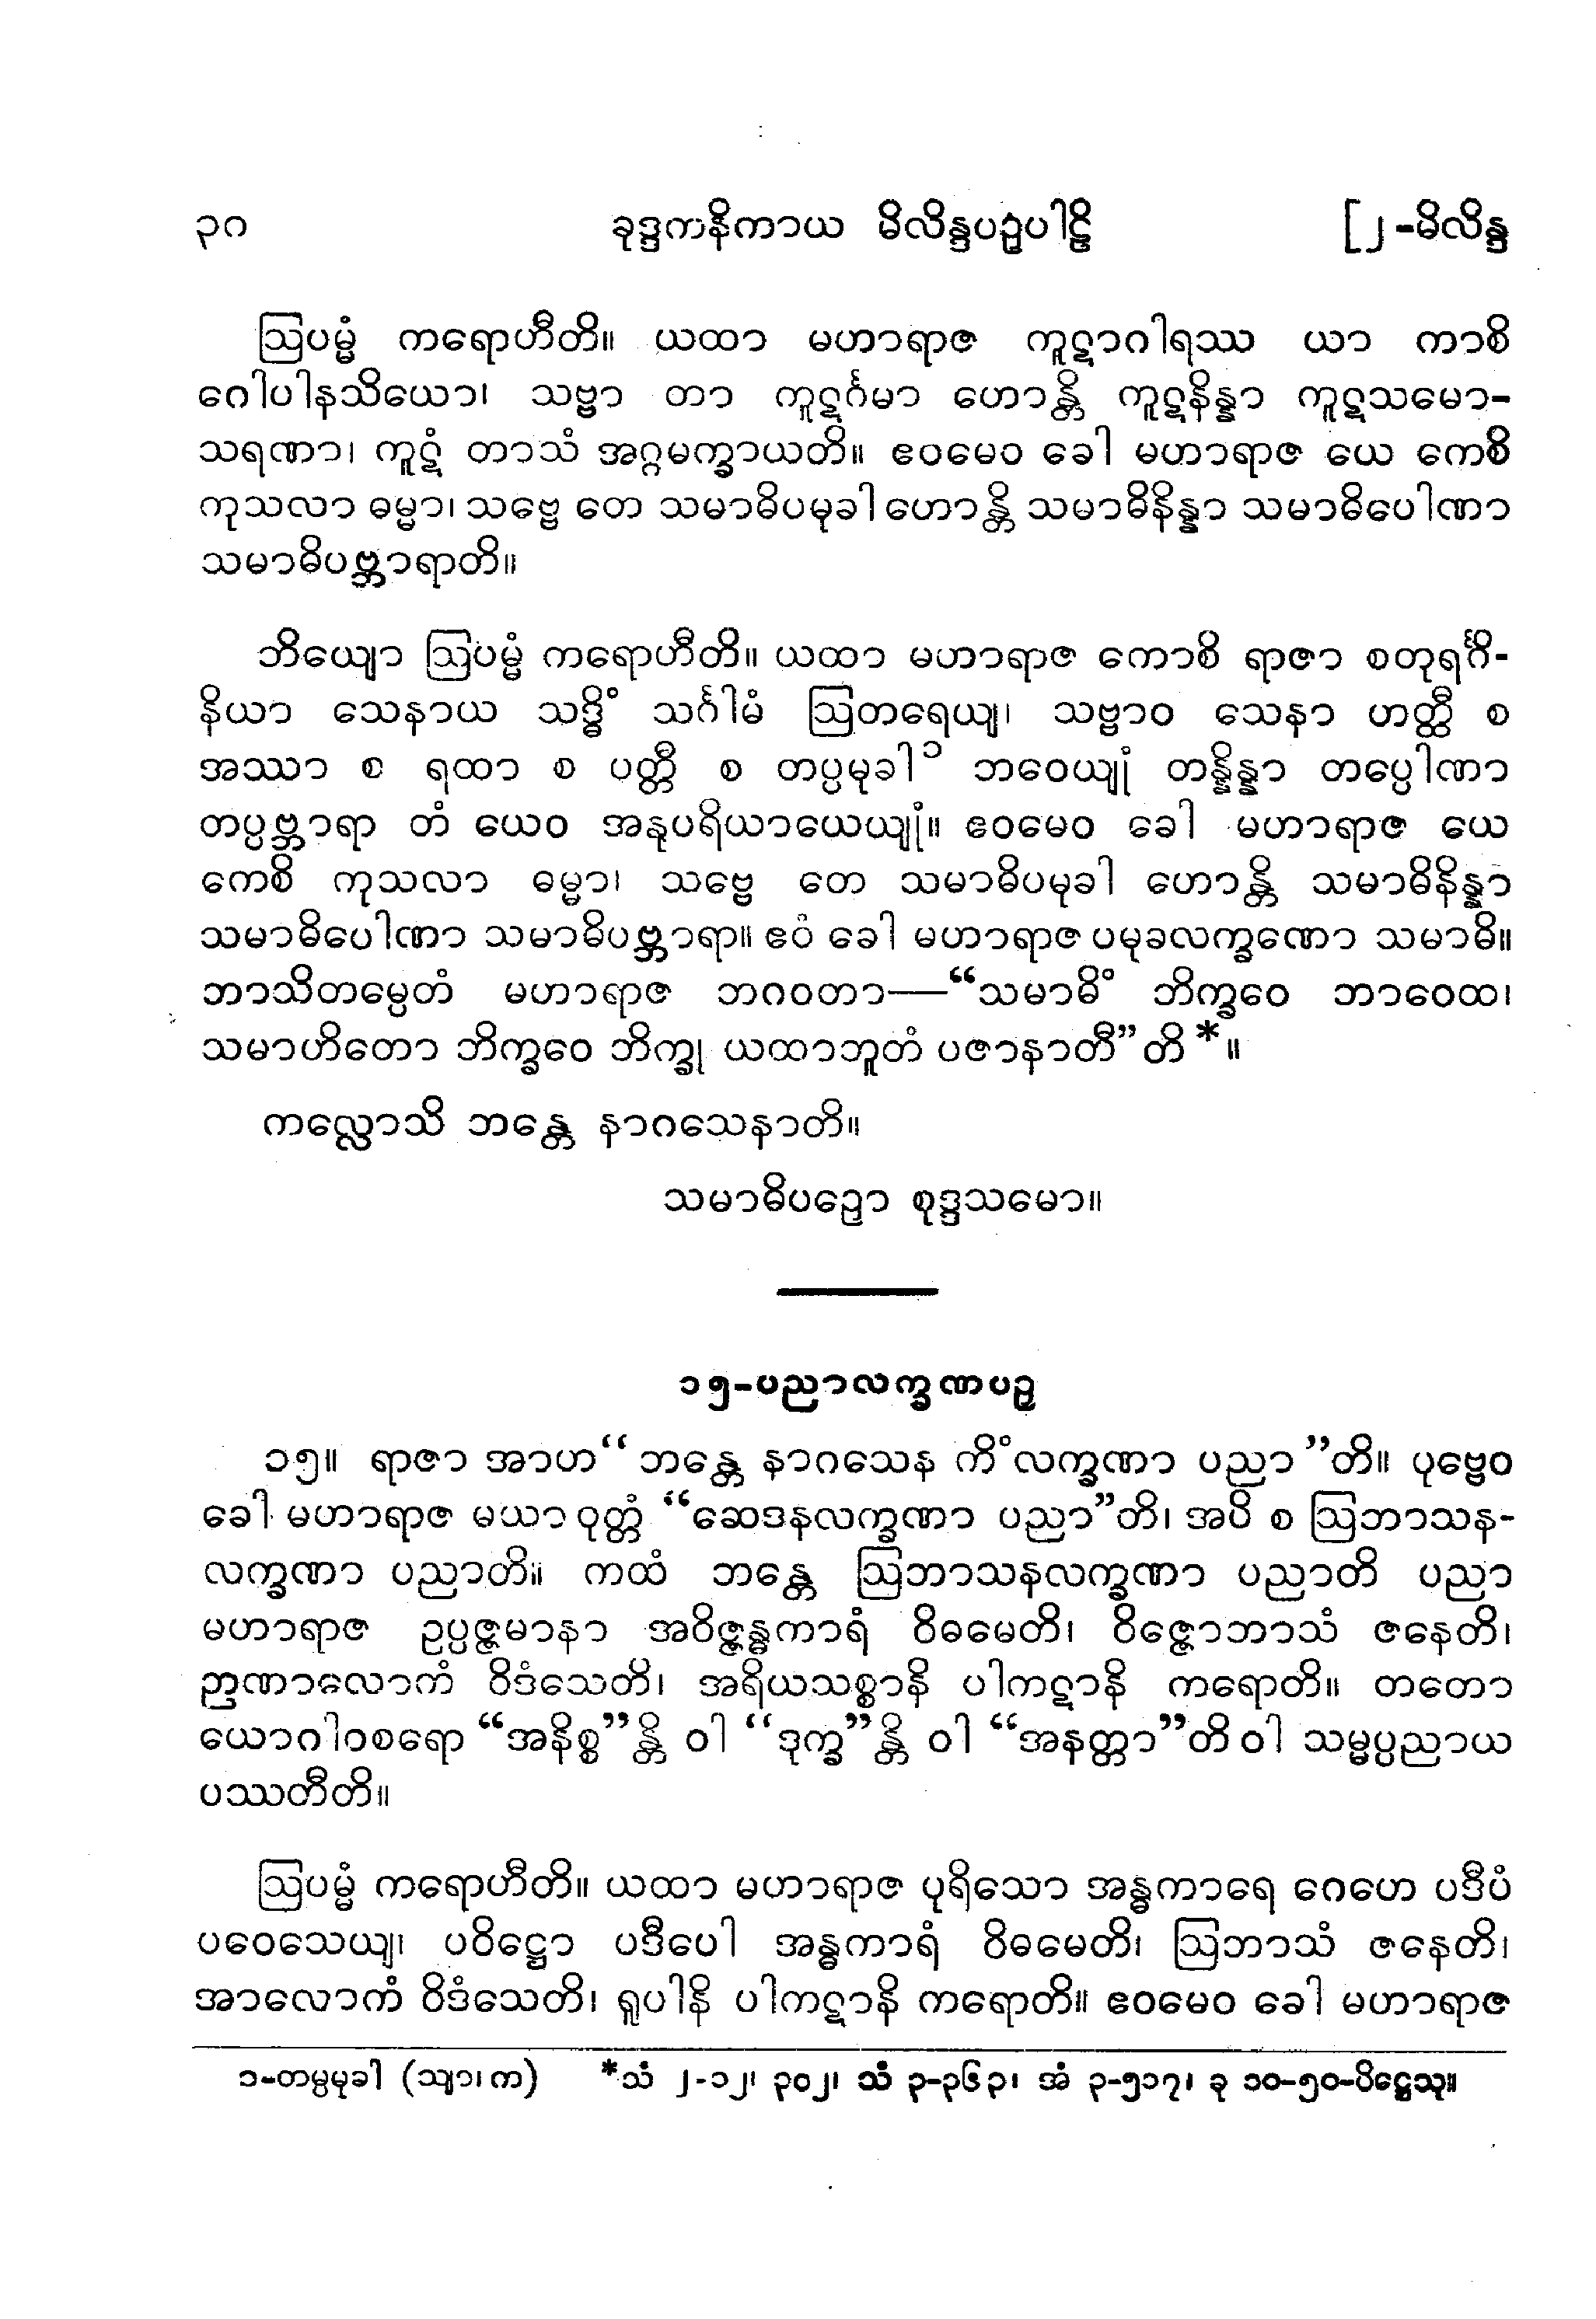 ၃ဂ ခုဒ္ဒကနိကာယ မိလိန္ဒပဉှပါဠိ [၂-မိလိန္ဒ
ဩပမ္မံ ကရောဟီတိ။ ယထာ မဟာရာဇ ကူဋာဂါရဿ ယာ ကာစိ
ဂေါပါနသိယော၊ သဗ္ဗာ တာ ကူဋင်္ဂမာ ဟောန္တိ ကူဋနိန္နာ ကူဋသမော-
သရဏာ၊ ကူဋံ တာသံ အဂ္ဂမက္ခာယတိ။ ဧဝမေဝ ခေါ မဟာရာဇ ယေ ကေစိ
ကုသလာ ဓမ္မာ၊ သဗ္ဗေ တေ သမာဓိပမုခါ ဟောန္တိ သမာဓိနိန္နာ သမာဓိပေါဏာ
သမာဓိပဗ္ဘာရာတိ။
ဘိယျော ဩပမ္မံ ကရောဟီတိ။ ယထာ မဟာရာဇ ကောစိ ရာဇာ စတုရင်္ဂိ-
နိယာ သေနာယ သဒ္ဓိံ သင်္ဂါမံ ဩတရေယျ၊ သဗ္ဗာဝ သေနာ ဟတ္ထီ စ
အဿာ စ ရထာ စ ပတ္တီ စ တပ္ပမုခါ ၁ ဘဝေယျုံ တန္နိန္နာ တပ္ပေါဏာ
တပ္ပဗ္ဘာရာ တံ ယေဝ အနုပရိယာယေယျုံ။ ဧဝမေဝ ခေါ မဟာရာဇ ယေ
ကေစိ ကုသလာ ဓမ္မာ၊ သဗ္ဗေ တေ သမာဓိပမုခါ ဟောန္တိ သမာဓိနိန္နာ
သမာဓိပေါဏာ သမာဓိပဗ္ဘာရာ။ ဧဝံ ခေါ မဟာရာဇ ပမုခလက္ခဏော သမာဓိ။
ဘာသိတမ္ပေတံ မဟာရာဇ ဘဂဝတာ—“သမာဓိံ ဘိက္ခဝေ ဘာဝေထ၊
သမာဟိတော ဘိက္ခဝေ ဘိက္ခု ယထာဘူတံ ပဇာနာတီ”တိ *။
ကလ္လောသိ ဘန္တေ နာဂသေနာတိ။
သမာဓိပဉှော စုဒ္ဒသမော။
၁၅-ပညာလက္ခဏပဉှ
၁၅။ ရာဇာ အာဟ “ဘန္တေ နာဂသေန ကိံလက္ခဏာ ပညာ”တိ။ ပုဗ္ဗေဝ
ခေါ မဟာရာဇ မယာ ဝုတ္တံ “ဆေဒနလက္ခဏာ ပညာ”တိ၊ အပိ စ ဩဘာသန-
လက္ခဏာ ပညာတိ။ ကထံ ဘန္တေ ဩဘာသနလက္ခဏာ ပညာတိ ပညာ
မဟာရာဇ ဥပ္ပဇ္ဇမာနာ အဝိဇ္ဇန္ဓကာရံ ဝိဓမေတိ၊ ဝိဇ္ဇောဘာသံ ဇနေတိ၊
ဉာဏာလောကံ ဝိဒံသေတိ၊ အရိယသစ္စာနိ ပါကဋာနိ ကရောတိ။ တတော
ယောဂါဝစရော “အနိစ္စ”န္တိ ဝါ “ဒုက္ခ”န္တိ ဝါ “အနတ္တာ”တိ ဝါ သမ္မပ္ပညာယ
ပဿတီတိ။
ဩပမ္မံ ကရောဟီတိ။ ယထာ မဟာရာဇ ပုရိသော အန္ဓကာရေ ဂေဟေ ပဒီပံ
ပဝေသေယျ၊ ပဝိဋ္ဌော ပဒီပေါ အန္ဓကာရံ ဝိဓမေတိ၊ ဩဘာသံ ဇနေတိ၊
အာလောကံ ဝိဒံသေတိ၊ ရူပါနိ ပါကဋာနိ ကရောတိ။ ဧဝမေဝ ခေါ မဟာရာဇ
၁-တမ္ပမုခါ (သျာ၊ က) *သံ ၂-၁၂၊ ၃၀၂၊ သံ ၃-၃၆၃၊ အံ ၃-၅၁၇၊ ခု ၁၀-၅၀-ပိဋ္ဌေသု။